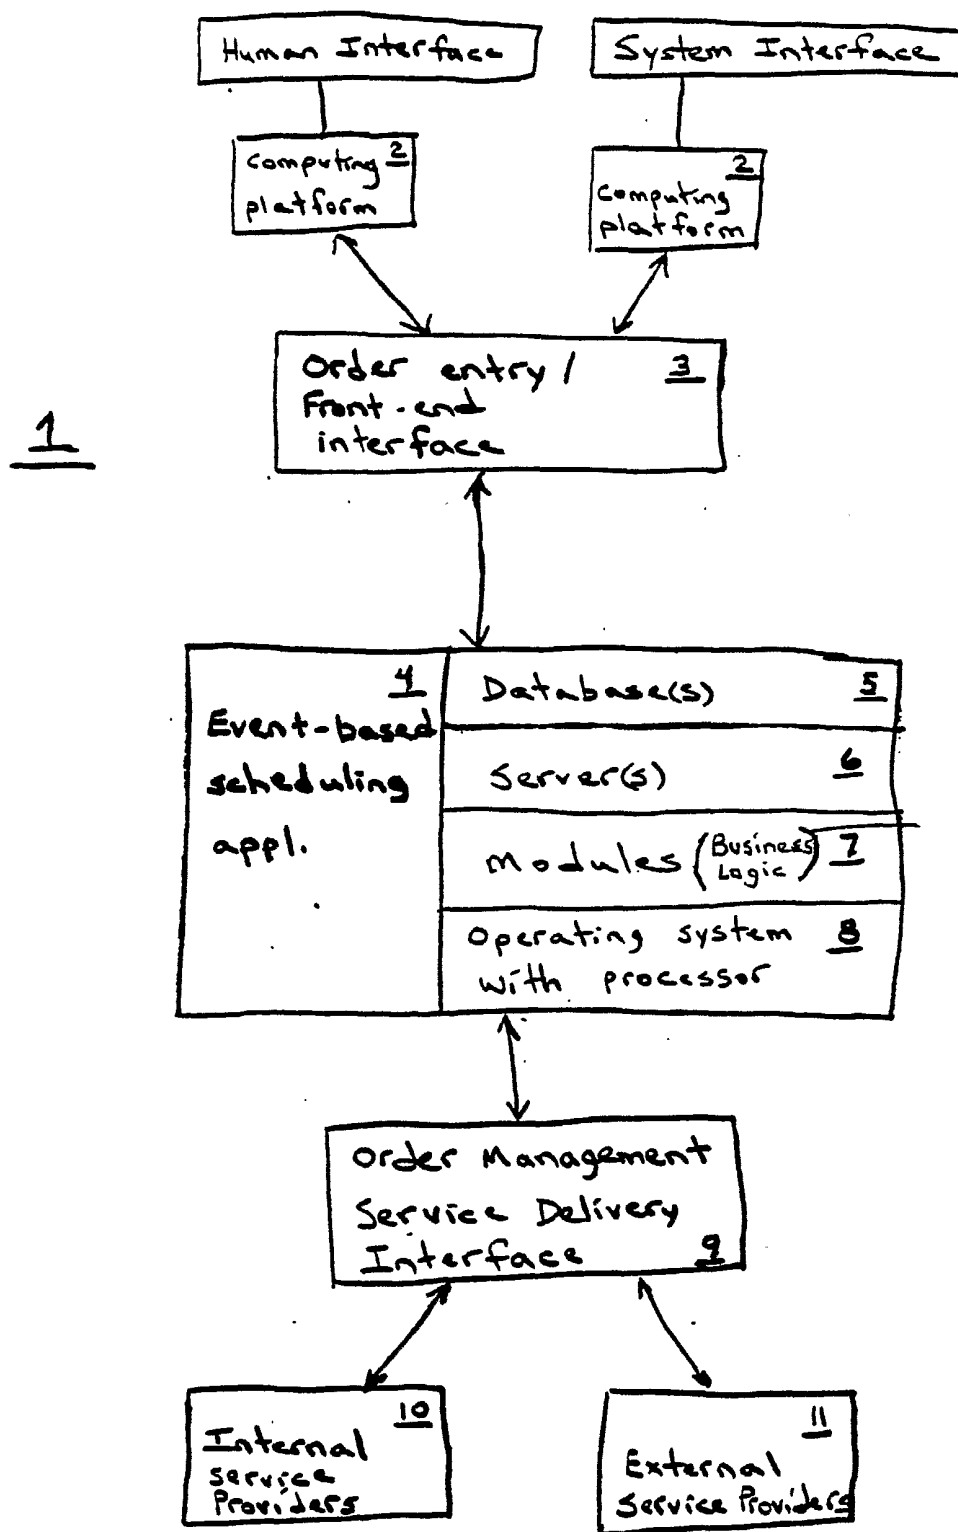 Human Interface
System Interface
computing 2
platform
2
computing
platform
Order entry / 3
Front-end
interface
1
4
Event-based
scheduling
appl.
Database(s) 5
Server(s) 6
Modules (Business Logic) 7
Operating system 8
with processor
Order Management
Service Delivery
Interface 9
10
Internal
service
Providers
11
External
Service Providers